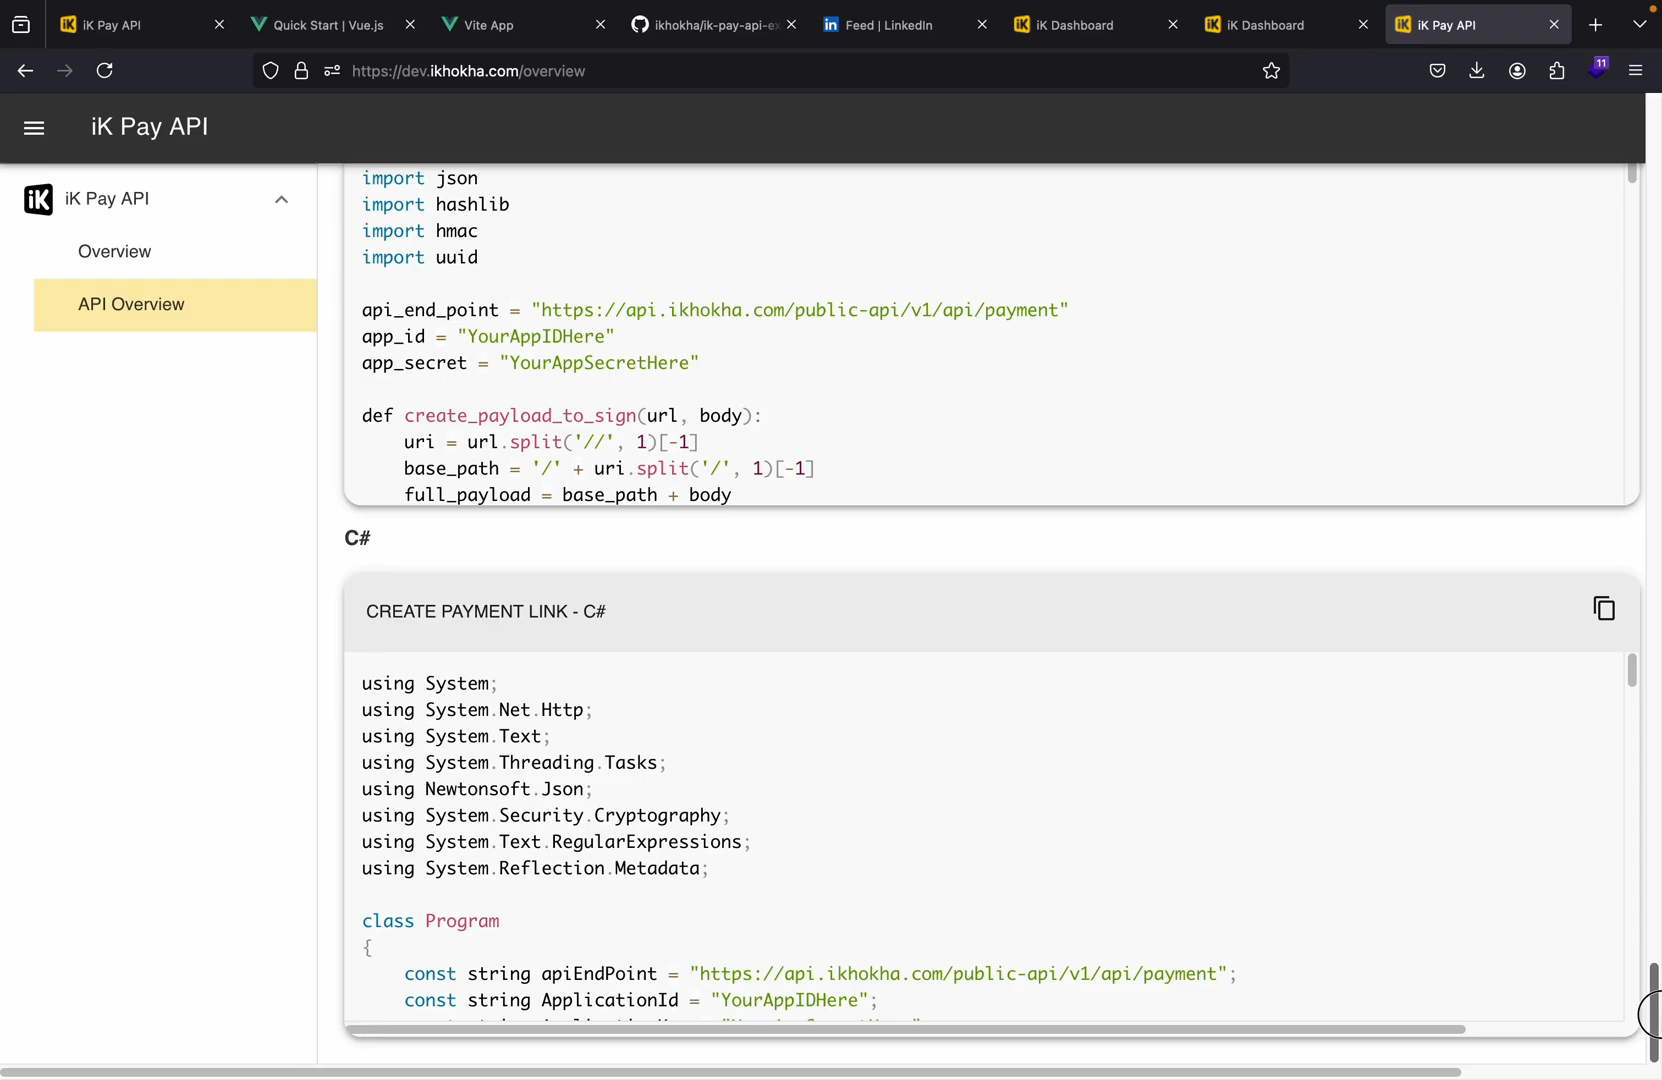 iK Pay API
Quick Start | Vue.js
Vite App
ikhokha/ik-pay-api-ex
Feed | LinkedIn
iK Dashboard
iK Dashboard
iK Pay API
https://dev.ikhokha.com/overview
11
iK Pay API
iK Pay API
Overview
API Overview
import json
import hashlib
import hmac
import uuid
api_end_point = "https://api.ikhokha.com/public-api/v1/api/payment"
app_id = "YourAppIDHere"
app_secret = "YourAppSecretHere"
def create_payload_to_sign(url, body):
uri = url.split('//', 1)[-1]
base_path = '/' + uri.split('/', 1)[-1]
full_payload = base_path + body
C#
CREATE PAYMENT LINK - C#
using System;
using System.Net.Http;
using System.Text;
using System.Threading.Tasks;
using Newtonsoft.Json;
using System.Security.Cryptography;
using System.Text.RegularExpressions;
using System.Reflection.Metadata;
class Program
{
const string apiEndPoint = "https://api.ikhokha.com/public-api/v1/api/payment";
const string ApplicationId = "YourAppIDHere";